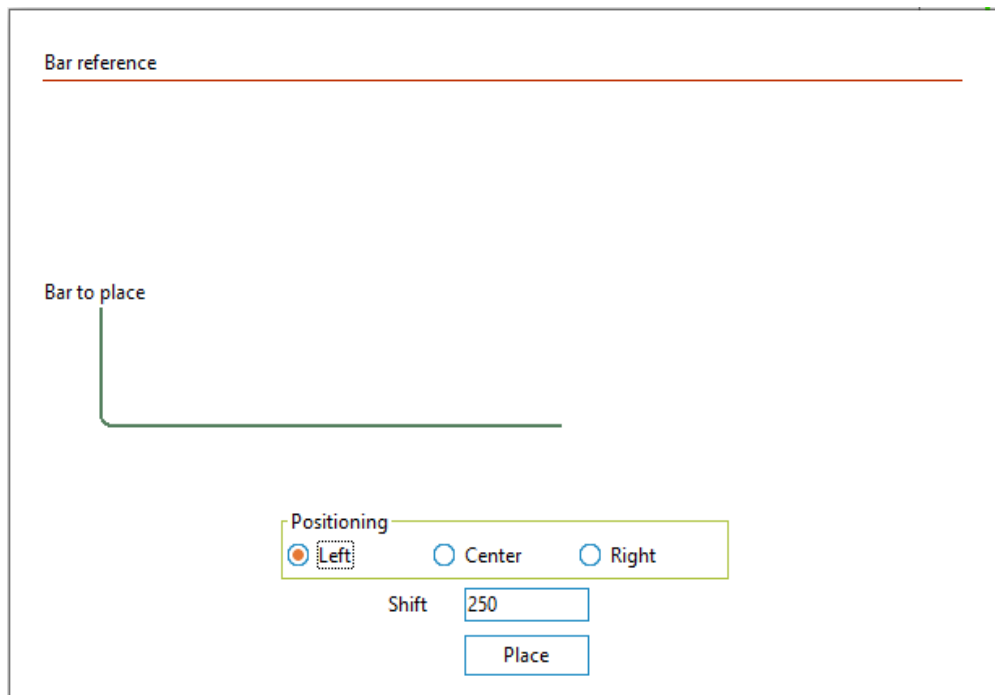 Bar reference
Bar to place
Positioning
Left Center Right
Shift 250
Place